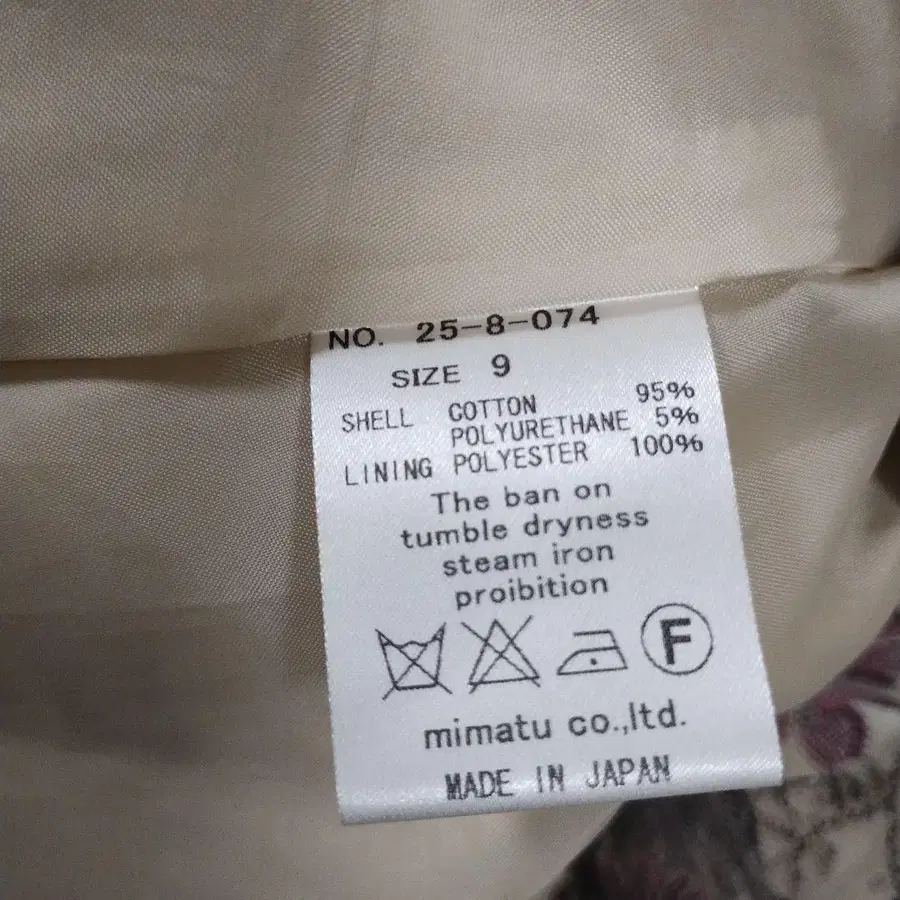 NO. 25-8-074
SIZE 9
SHELL COTTON 95%
POLYURETHANE 5%
LINING POLYESTER 100%
The ban on
tumble dryness
steam iron
proibition
F
mimatu co.,ltd.
MADE IN JAPAN